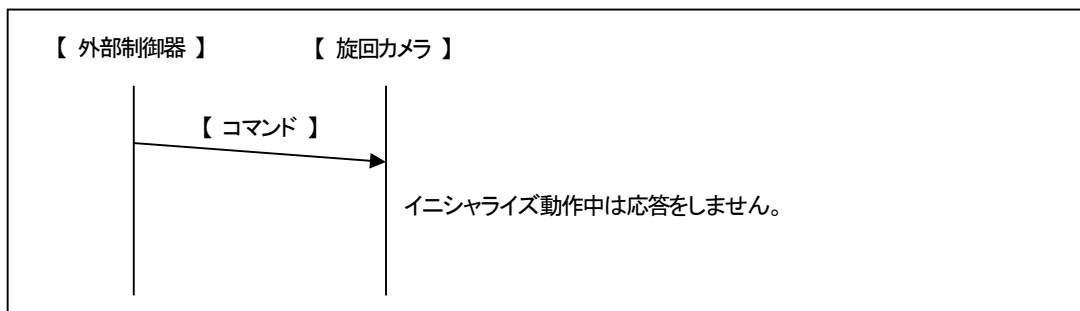 【 外部制御器 】 【 旋回カメラ 】
【 コマンド 】
イニシャライズ動作中は応答をしません。